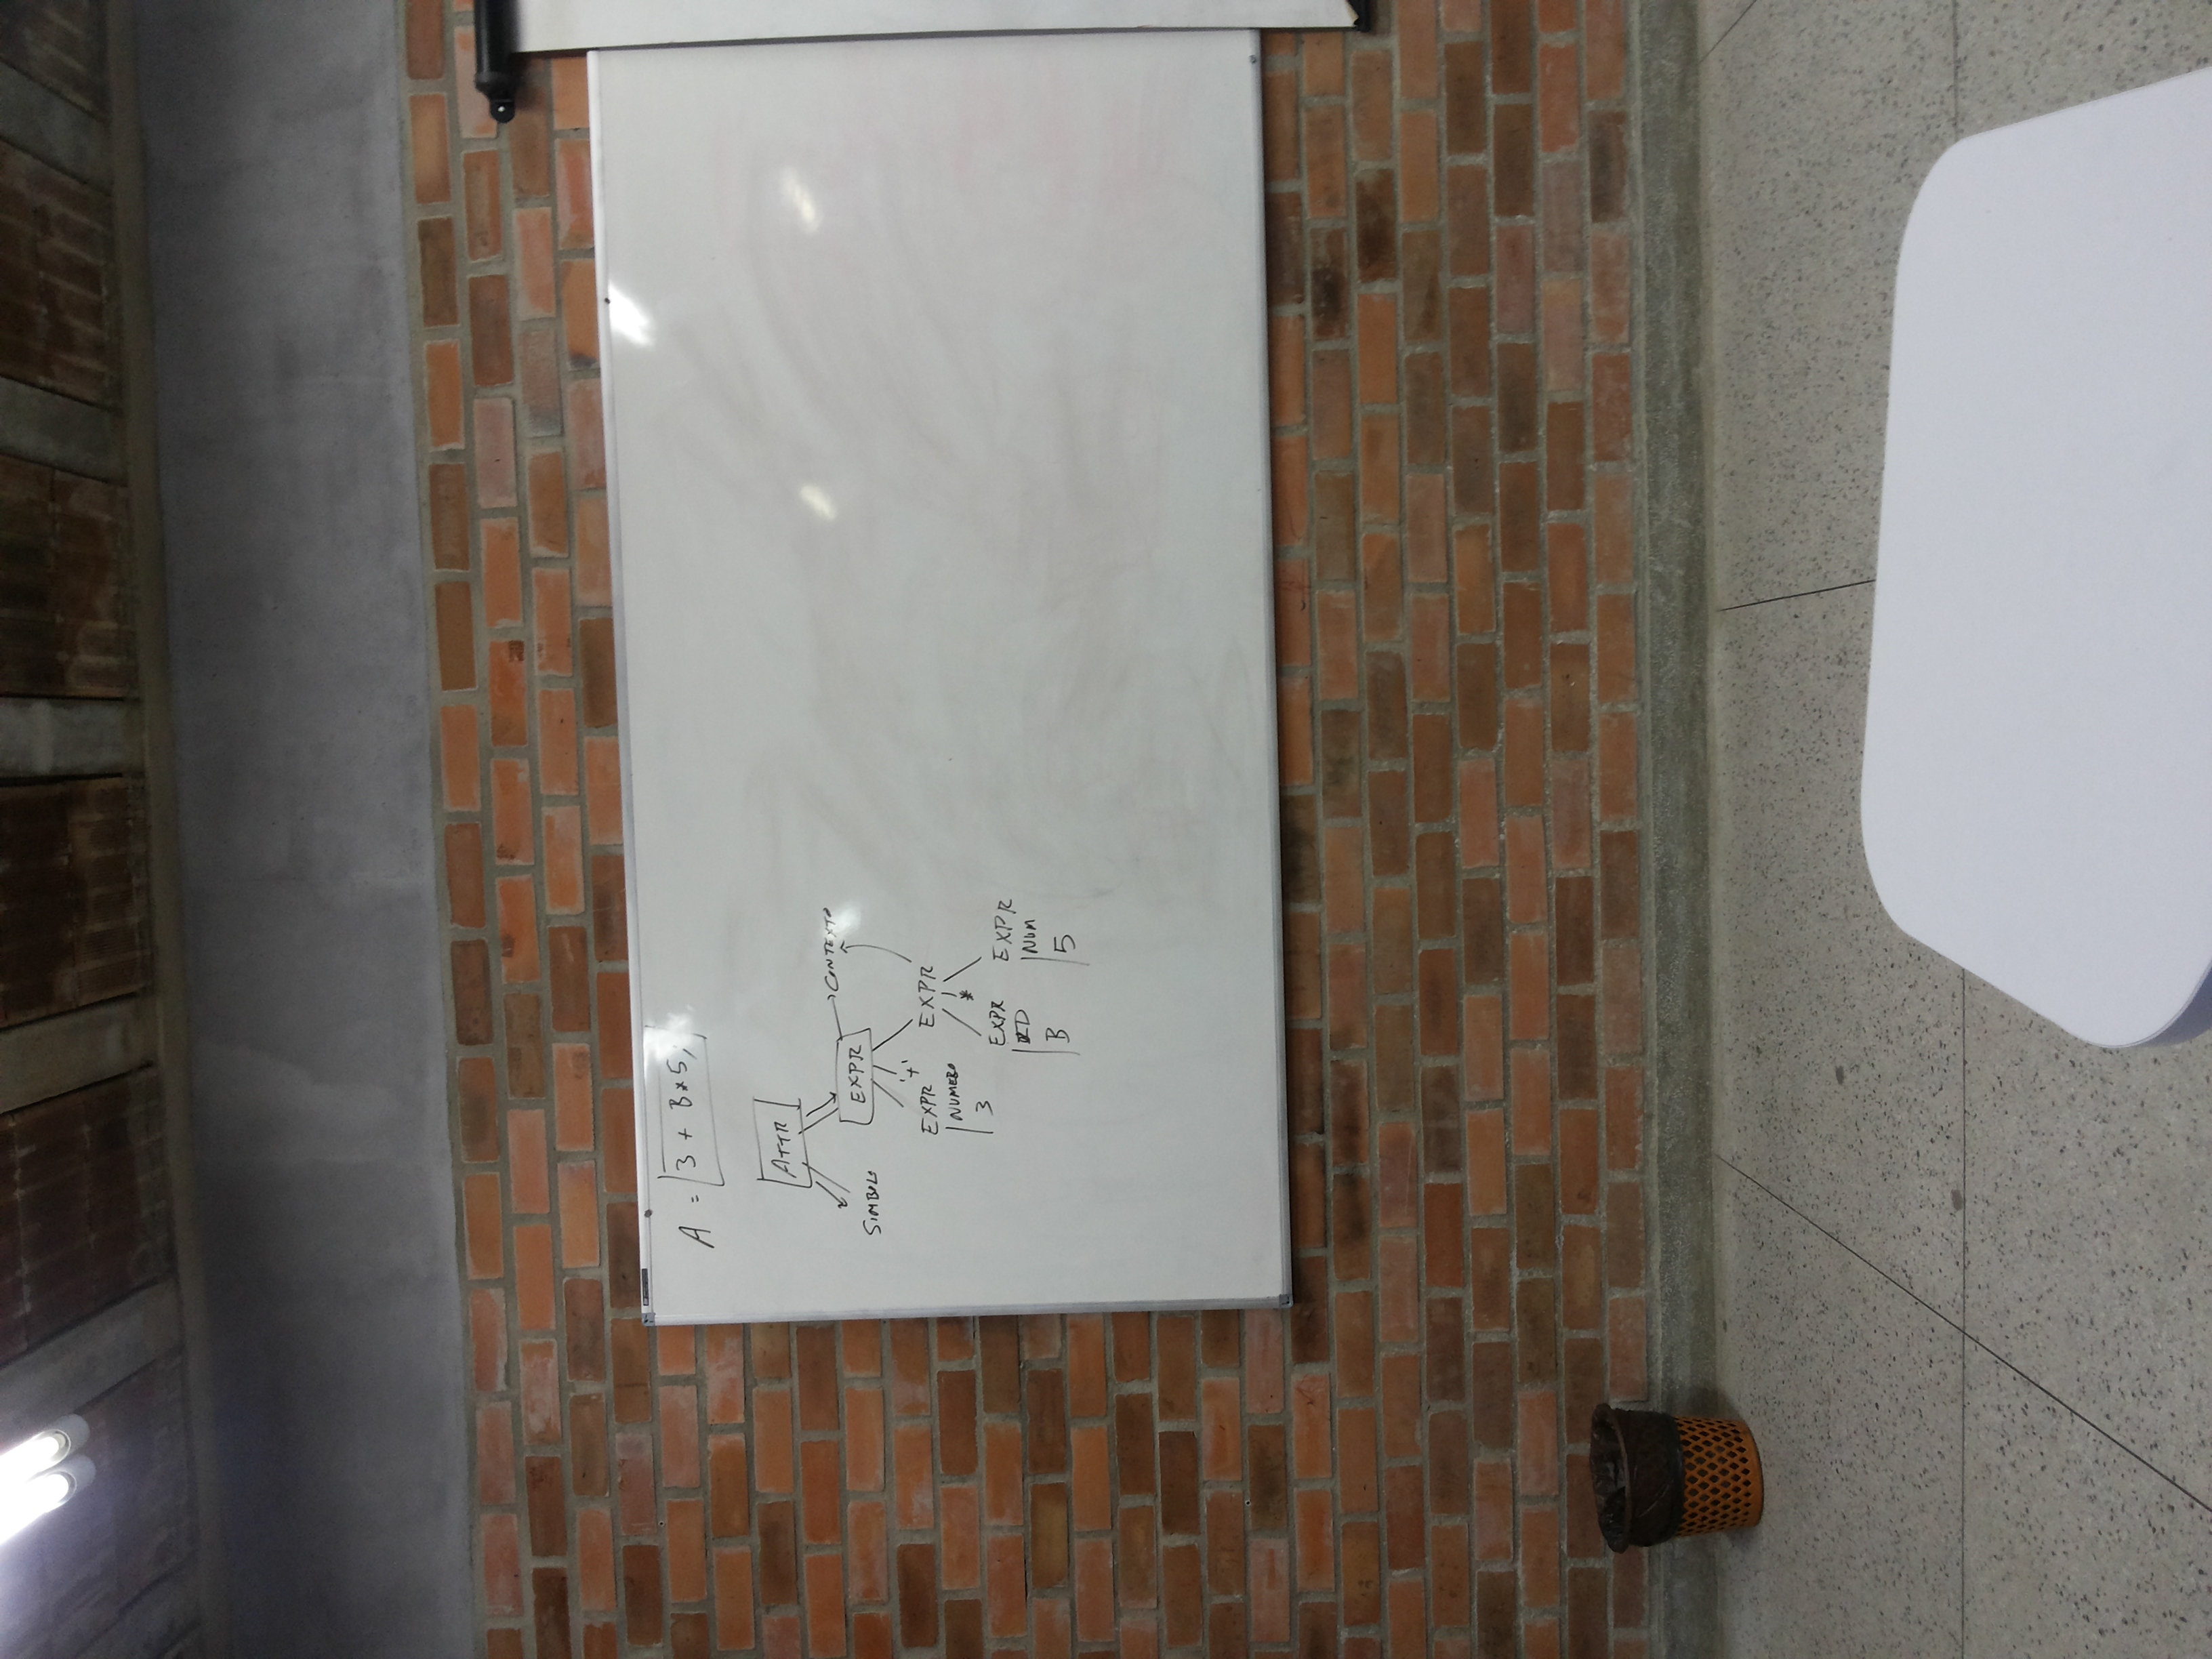 A = 3 + B*5;
ATTR
SIMBOLO
EXPR
CONTEXTO
EXPR '+' EXPR
NUMERO
3
*
EXPR EXPR
ID NUM
B 5